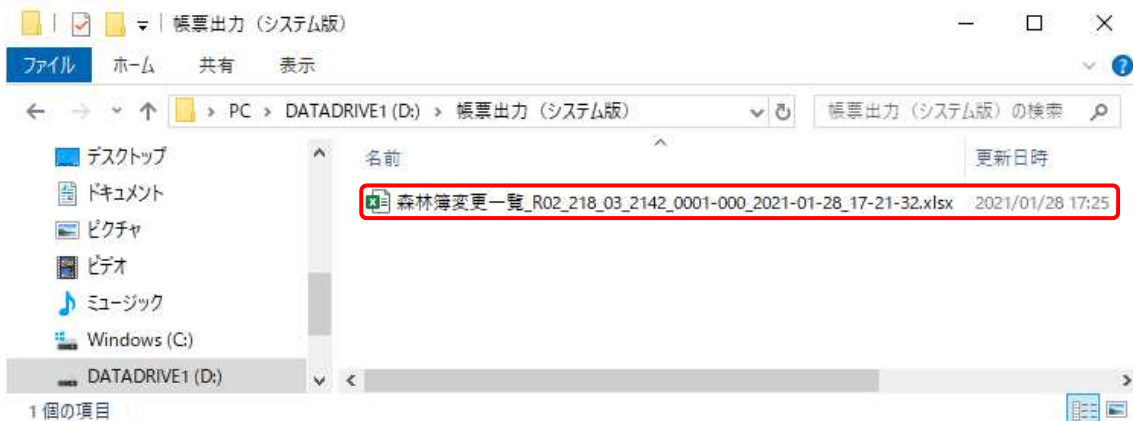 帳票出力（システム版）
ファイル ホーム 共有 表示
PC > DATADRIVE1 (D:) > 帳票出力（システム版） 帳票出力（システム版）の検索
名前 更新日時
デスクトップ
森林簿変更一覧_R02_218_03_2142_0001-000_2021-01-28_17-21-32.xlsx 2021/01/28 17:25
ドキュメント
ピクチャ
ビデオ
ミュージック
Windows (C:)
DATADRIVE1 (D:)
1 個の項目